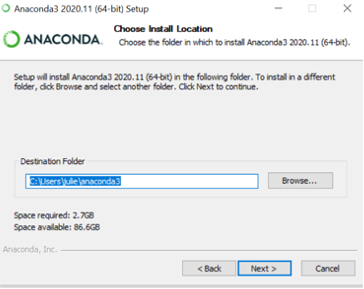 Anaconda3 2020.11 (64-bit) Setup
ANACONDA.
Choose Install Location
Choose the folder in which to install Anaconda3 2020.11 (64-bit).
Setup will install Anaconda3 2020.11 (64-bit) in the following folder. To install in a different
folder, click Browse and select another folder. Click Next to continue.
Destination Folder
C:\Users\julie\anaconda3
Browse...
Space required: 2.7GB
Space available: 86.6GB
Anaconda, Inc.
< Back
Next >
Cancel